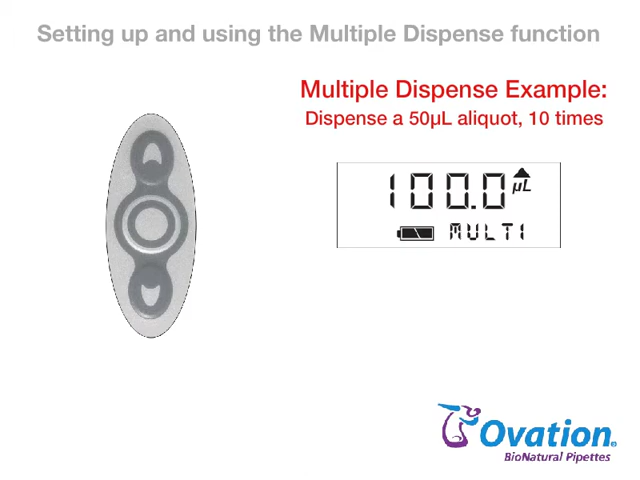 Setting up and using the Multiple Dispense function
Multiple Dispense Example:
Dispense a 50µL aliquot, 10 times
100.0 µL
MULTI
Ovation®
BioNatural Pipettes